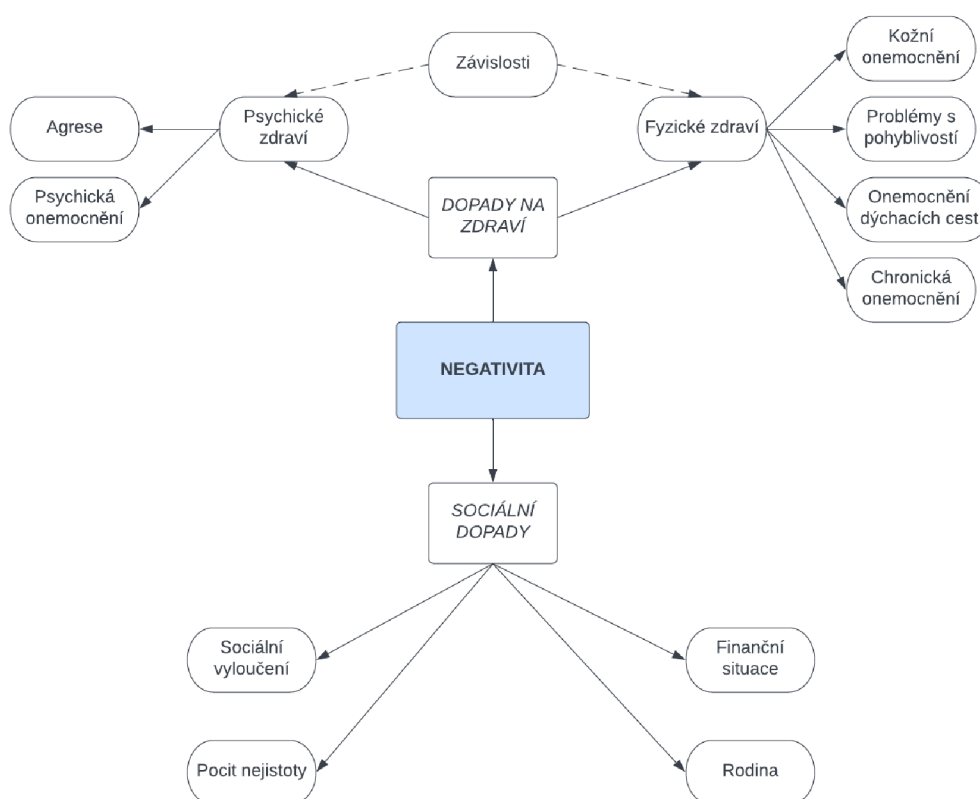 Kožní
onemocnění
Závislosti
Agrese
Psychické
zdraví
Fyzické zdraví
Problémy s
pohyblivostí
Psychická
onemocnění
DOPADY NA
ZDRAVÍ
Onemocnění
dýchacích cest
Chronická
onemocnění
NEGATIVITA
SOCIÁLNÍ
DOPADY
Sociální
vyloučení
Finanční
situace
Pocit nejistoty
Rodina